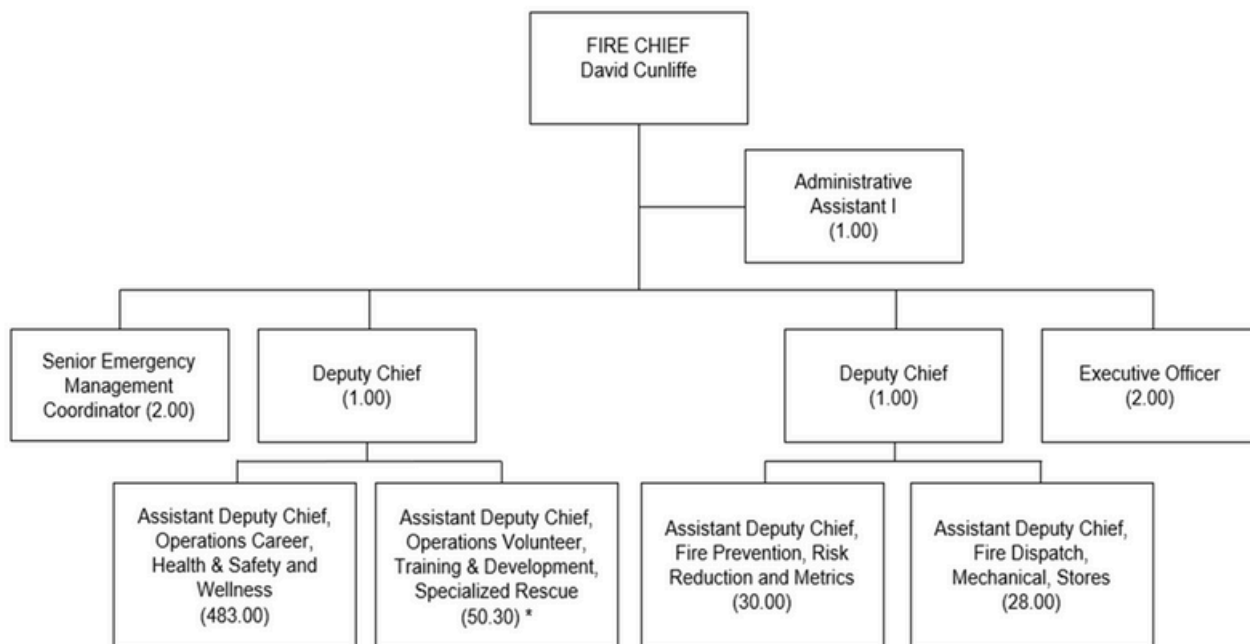 FIRE CHIEF
David Cunliffe
Administrative
Assistant I
(1.00)
Senior Emergency
Management
Coordinator (2.00)
Deputy Chief
(1.00)
Deputy Chief
(1.00)
Executive Officer
(2.00)
Assistant Deputy Chief,
Operations Career,
Health & Safety and
Wellness
(483.00)
Assistant Deputy Chief,
Operations Volunteer,
Training & Development,
Specialized Rescue
(50.30) *
Assistant Deputy Chief,
Fire Prevention, Risk
Reduction and Metrics
(30.00)
Assistant Deputy Chief,
Fire Dispatch,
Mechanical, Stores
(28.00)